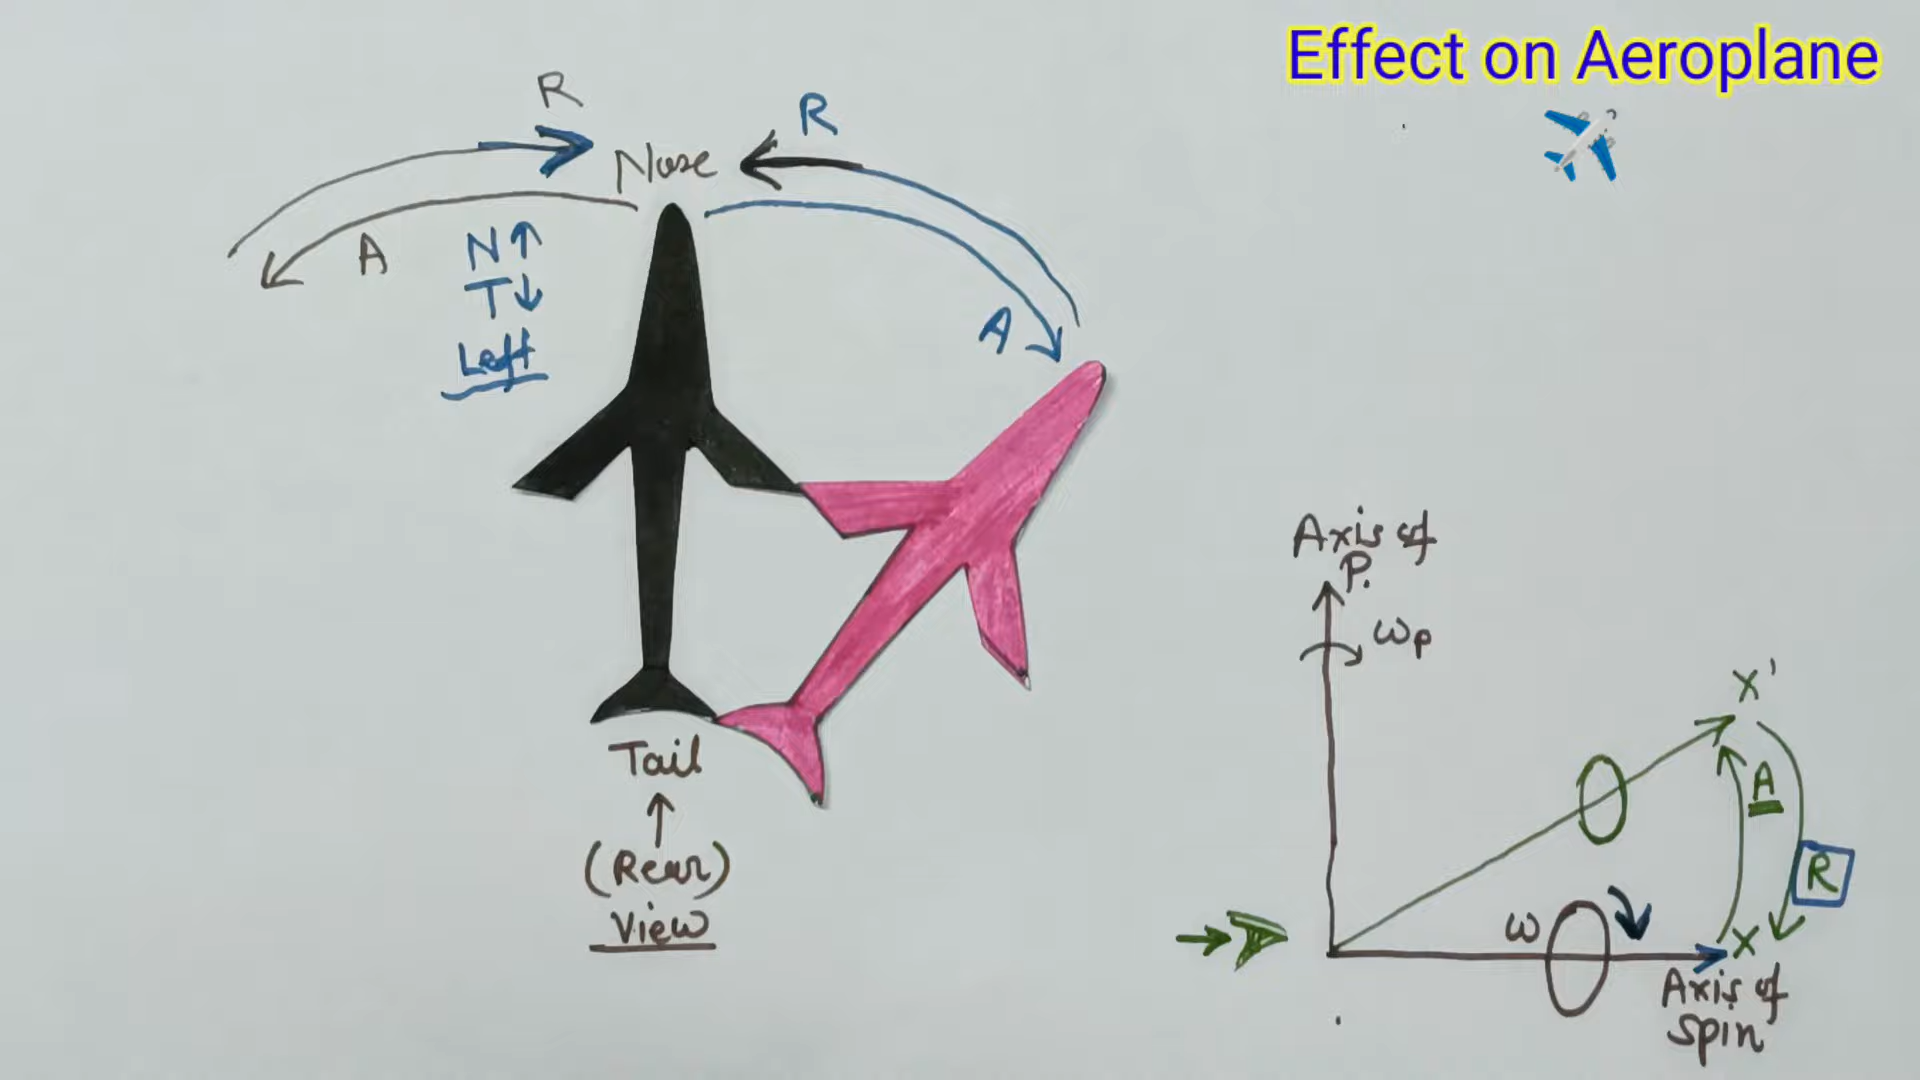 Effect on Aeroplane
R
R
Nose
A
N↑
T↓
Left
A
Tail
↑
(Rear)
View
Axis of
P.
ωp
X'
A
R
ω
X
Axis of
spin